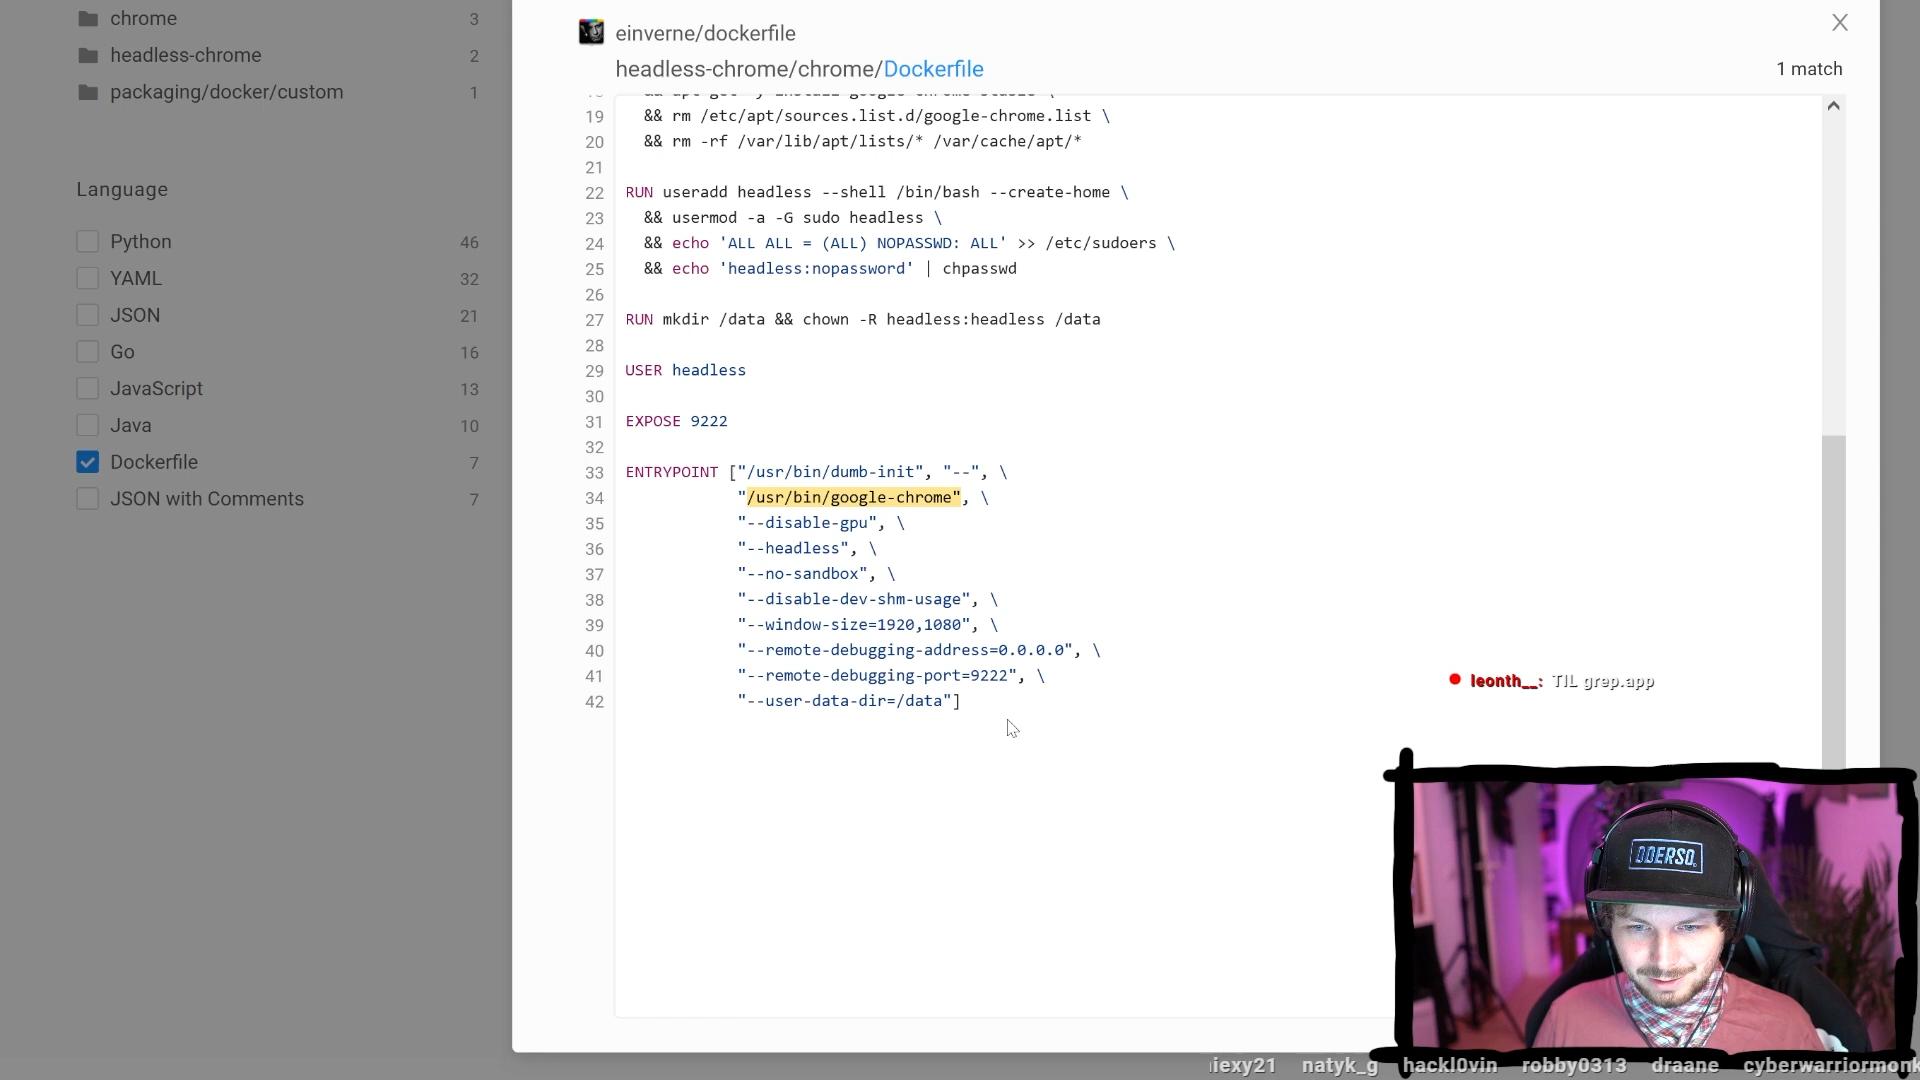 chrome 3
headless-chrome 2
packaging/docker/custom 1
Language
Python 46
YAML 32
JSON 21
Go 16
JavaScript 13
Java 10
Dockerfile 7
JSON with Comments 7
einverne/dockerfile
headless-chrome/chrome/Dockerfile
1 match
19 && rm /etc/apt/sources.list.d/google-chrome.list \
20 && rm -rf /var/lib/apt/lists/* /var/cache/apt/*
21
22 RUN useradd headless --shell /bin/bash --create-home \
23 && usermod -a -G sudo headless \
24 && echo 'ALL ALL = (ALL) NOPASSWD: ALL' >> /etc/sudoers \
25 && echo 'headless:nopassword' | chpasswd
26
27 RUN mkdir /data && chown -R headless:headless /data
28
29 USER headless
30
31 EXPOSE 9222
32
33 ENTRYPOINT ["/usr/bin/dumb-init", "--", \
34 "/usr/bin/google-chrome", \
35 "--disable-gpu", \
36 "--headless", \
37 "--no-sandbox", \
38 "--disable-dev-shm-usage", \
39 "--window-size=1920,1080", \
40 "--remote-debugging-address=0.0.0.0", \
41 "--remote-debugging-port=9222", \
42 "--user-data-dir=/data"]
leonth__: TIL grep.app
DDERSO.
iexy21 natyk_g hackl0vin robby0313 draane cyberwarriormonk